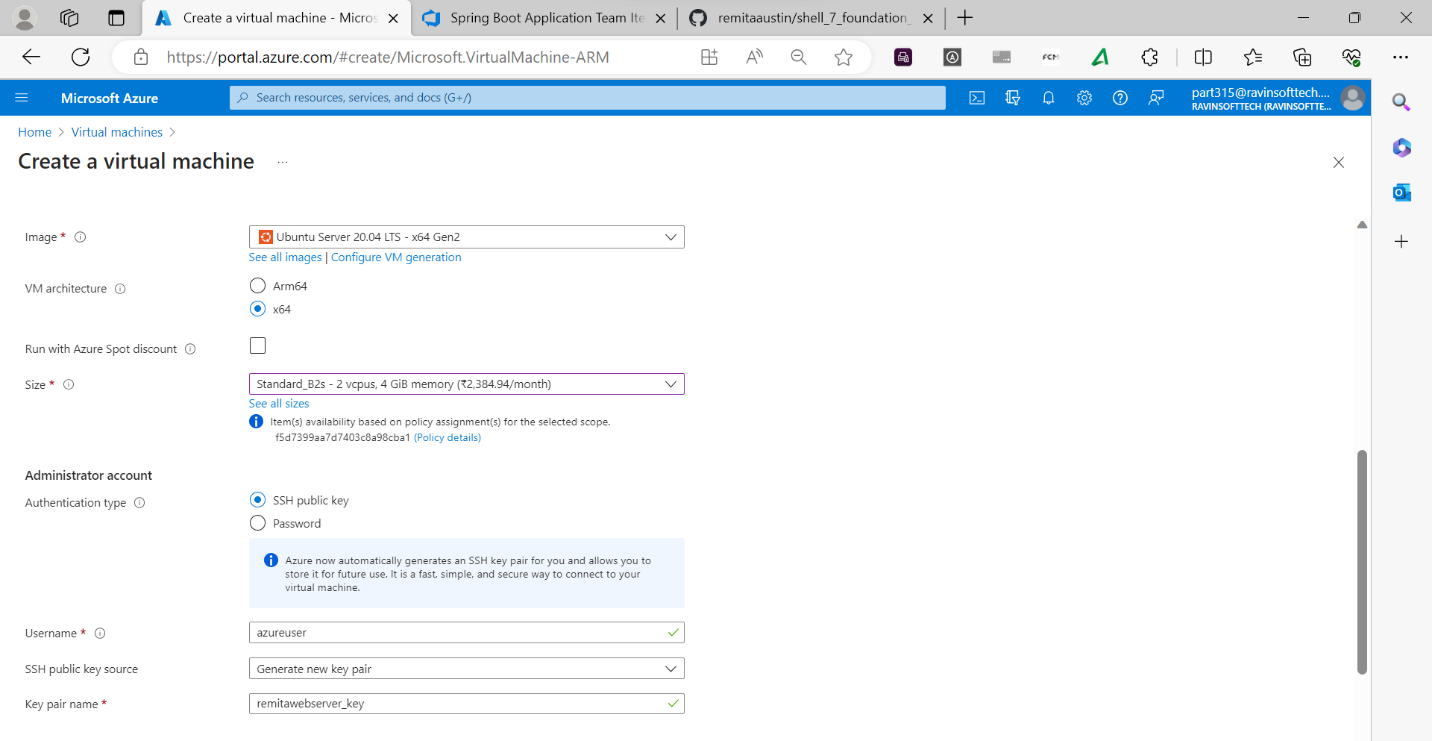 Create a virtual machine - Micros
Spring Boot Application Team Ite
remitaaustin/shell_7_foundation_
https://portal.azure.com/#create/Microsoft.VirtualMachine-ARM
Microsoft Azure
Search resources, services, and docs (G+/)
part315@ravinsofttech....
RAVINSOFTTECH (RAVINSOFTTE...
Home > Virtual machines >
Create a virtual machine ...
Image *
Ubuntu Server 20.04 LTS - x64 Gen2
See all images | Configure VM generation
VM architecture
Arm64
x64
Run with Azure Spot discount
Size *
Standard_B2s - 2 vcpus, 4 GiB memory (₹2,384.94/month)
See all sizes
Item(s) availability based on policy assignment(s) for the selected scope.
f5d7399aa7d7403c8a98cba1 (Policy details)
Administrator account
Authentication type
SSH public key
Password
Azure now automatically generates an SSH key pair for you and allows you to
store it for future use. It is a fast, simple, and secure way to connect to your
virtual machine.
Username *
azureuser
SSH public key source
Generate new key pair
Key pair name *
remitawebserver_key